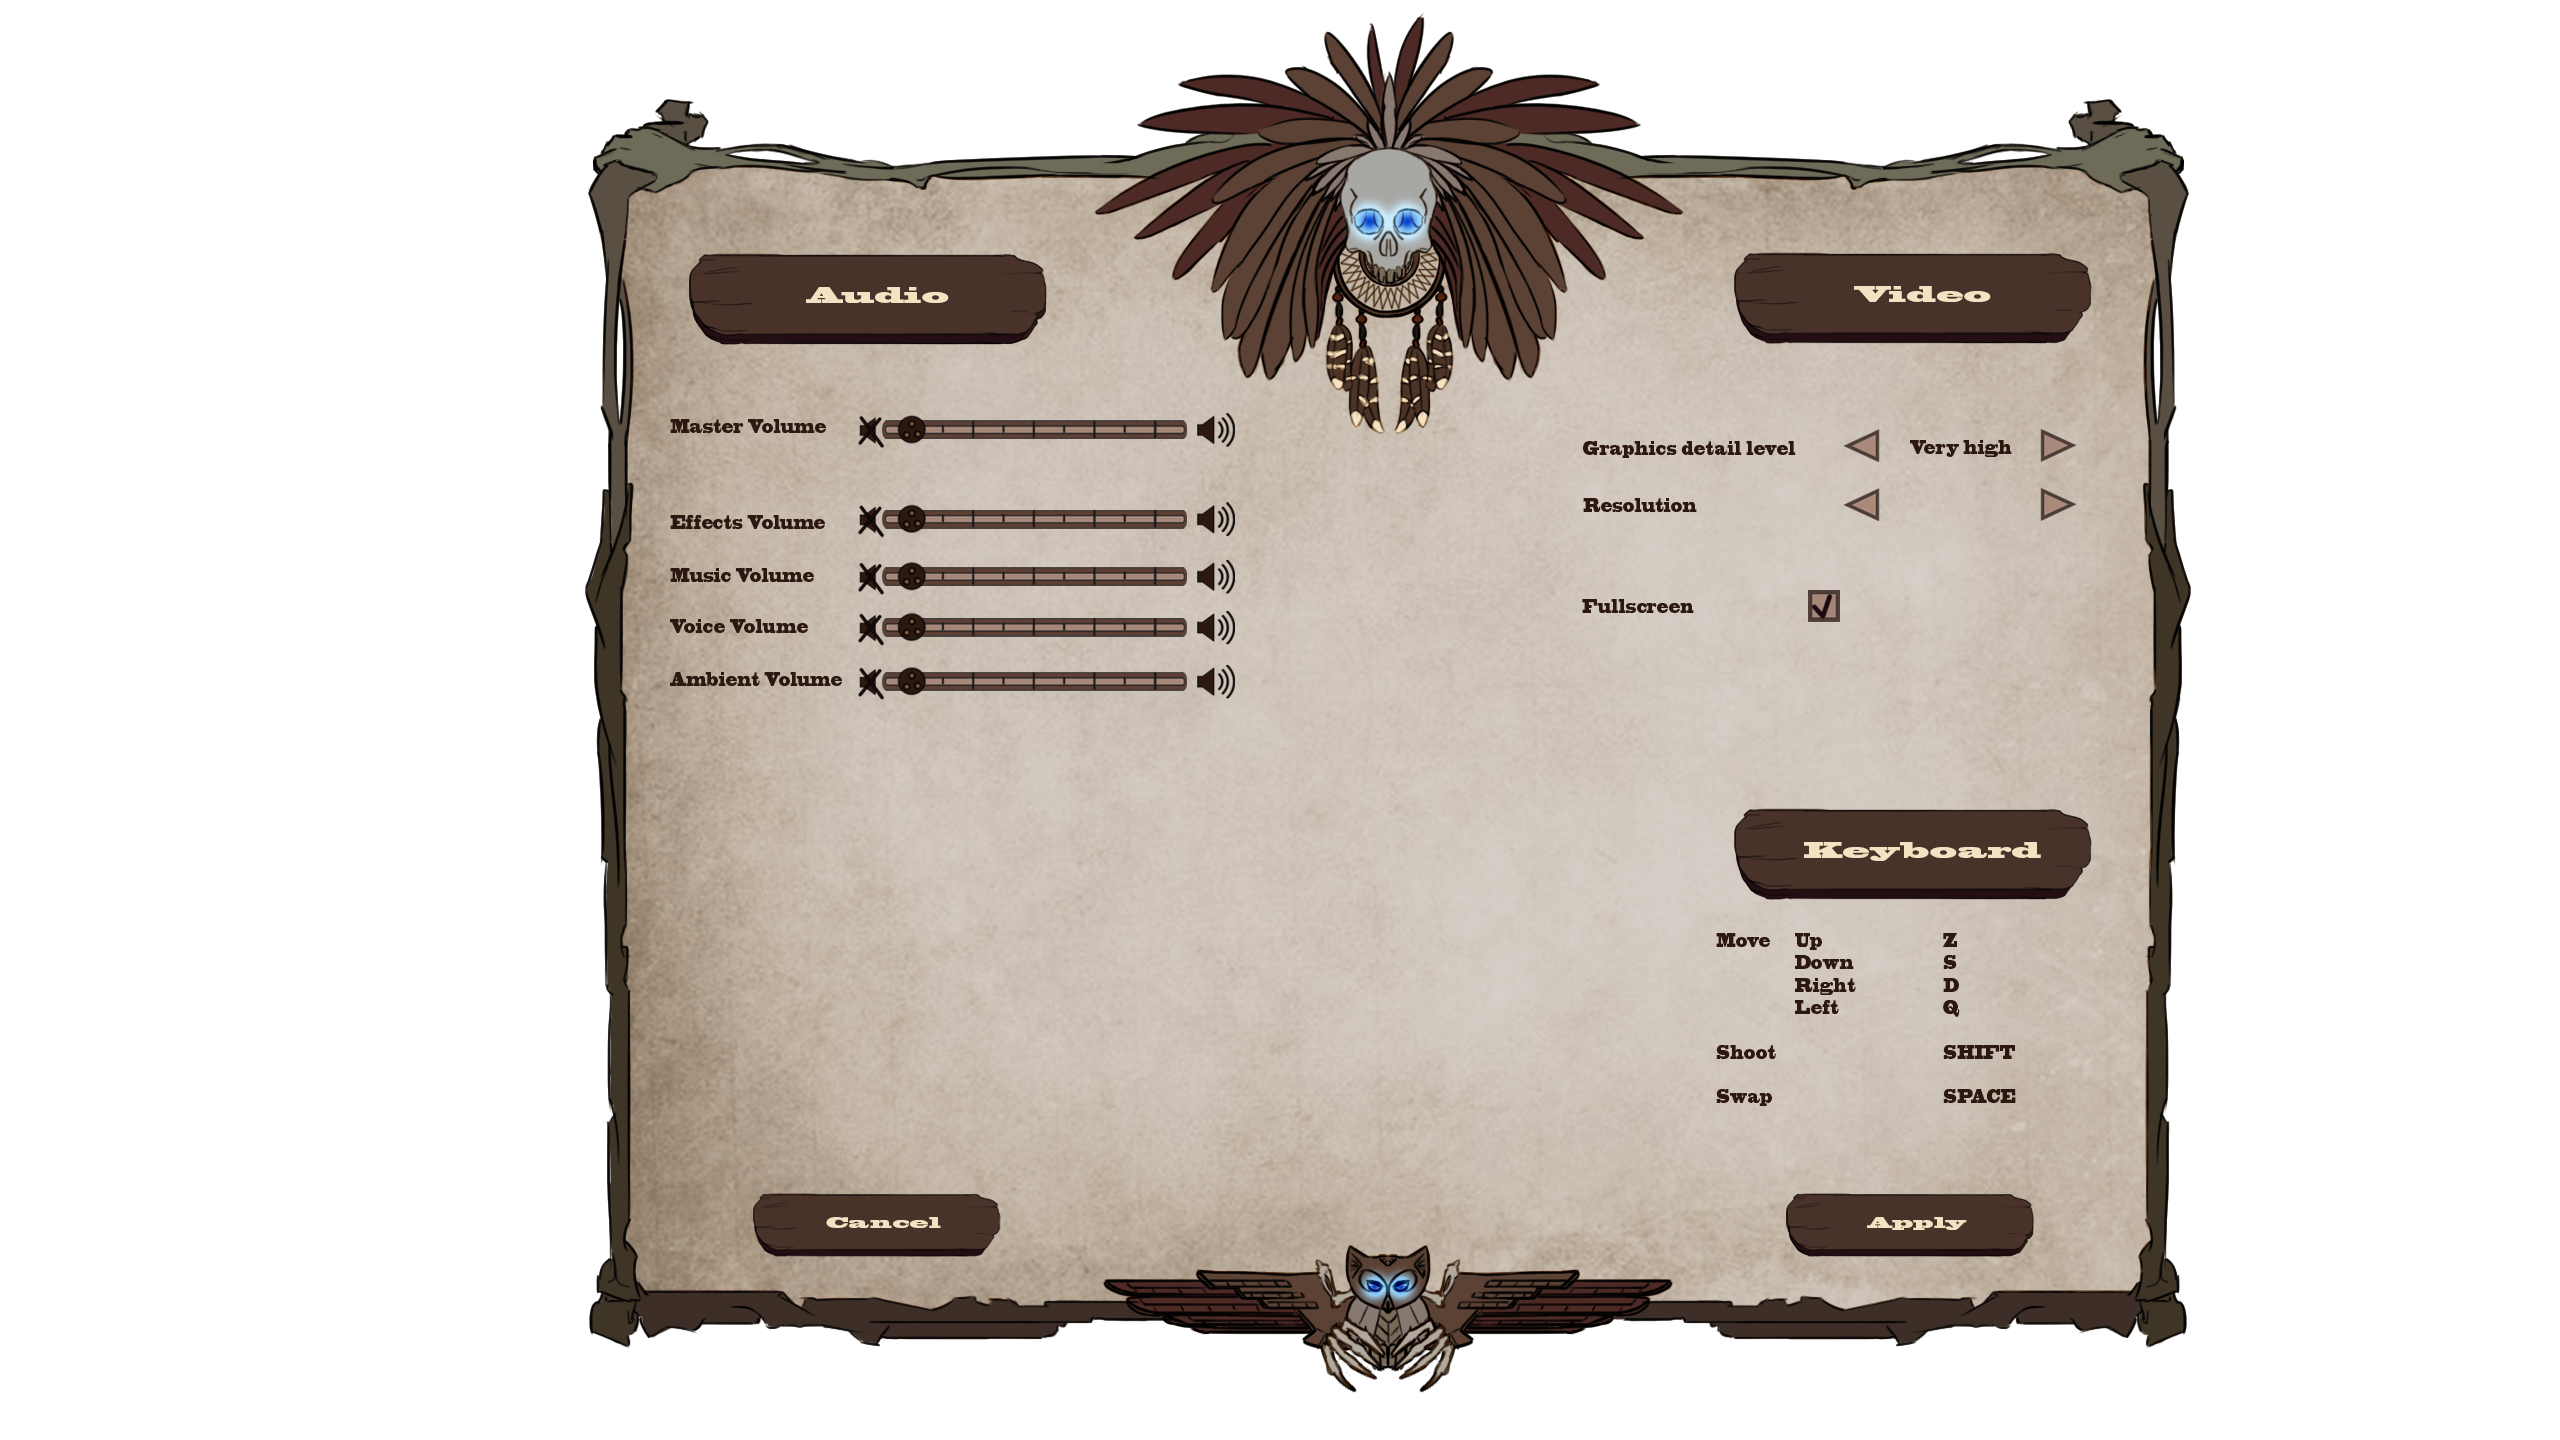 Audio
Master Volume
Effects Volume
Music Volume
Voice Volume
Ambient Volume
Video
Graphics detail level Very high
Resolution
Fullscreen
Keyboard
Move Up Z
Down S
Right D
Left Q
Shoot SHIFT
Swap SPACE
Cancel
Apply